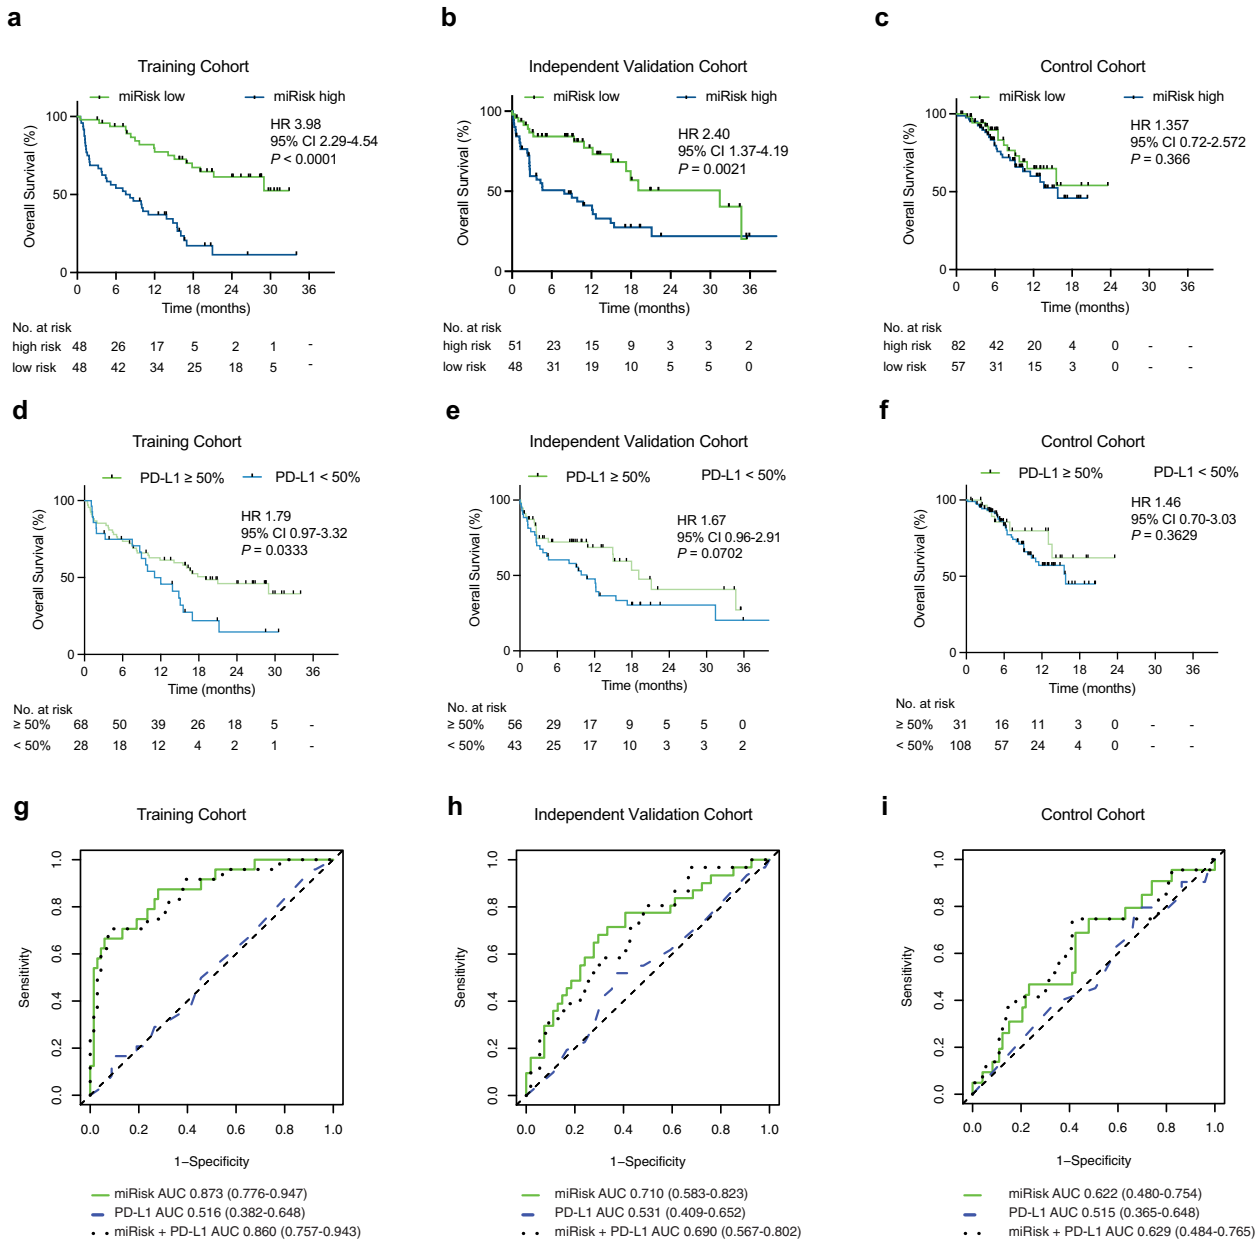 a
Training Cohort
miRisk low miRisk high
HR 3.98
95% CI 2.29-4.54
P < 0.0001
Overall Survival (%)
100
50
0
0 6 12 18 24 30 36
Time (months)
No. at risk
high risk 48 26 17 5 2 1 -
low risk 48 42 34 25 18 5 -
b
Independent Validation Cohort
miRisk low miRisk high
HR 2.40
95% CI 1.37-4.19
P = 0.0021
Overall Survival (%)
100
50
0
0 6 12 18 24 30 36
Time (months)
No. at risk
high risk 51 23 15 9 3 3 2
low risk 48 31 19 10 5 5 0
c
Control Cohort
miRisk low miRisk high
HR 1.357
95% CI 0.72-2.572
P = 0.366
Overall Survival (%)
100
50
0
0 6 12 18 24 30 36
Time (months)
No. at risk
high risk 82 42 20 4 0 - -
low risk 57 31 15 3 0 - -
d
Training Cohort
PD-L1 ≥ 50% PD-L1 < 50%
HR 1.79
95% CI 0.97-3.32
P = 0.0333
Overall Survival (%)
100
50
0
0 6 12 18 24 30 36
Time (months)
No. at risk
≥ 50% 68 50 39 26 18 5 -
< 50% 28 18 12 4 2 1 -
e
Independent Validation Cohort
PD-L1 ≥ 50% PD-L1 < 50%
HR 1.67
95% CI 0.96-2.91
P = 0.0702
Overall Survival (%)
100
50
0
0 6 12 18 24 30 36
Time (months)
No. at risk
≥ 50% 56 29 17 9 5 5 0
< 50% 43 25 17 10 3 3 2
f
Control Cohort
PD-L1 ≥ 50% PD-L1 < 50%
HR 1.46
95% CI 0.70-3.03
P = 0.3629
Overall Survival (%)
100
50
0
0 6 12 18 24 30 36
Time (months)
No. at risk
≥ 50% 31 16 11 3 0 - -
< 50% 108 57 24 4 0 - -
g
Training Cohort
Sensitivity
1.0
0.8
0.6
0.4
0.2
0.0
0.0 0.2 0.4 0.6 0.8 1.0
1−Specificity
miRisk AUC 0.873 (0.776-0.947)
PD-L1 AUC 0.516 (0.382-0.648)
miRisk + PD-L1 AUC 0.860 (0.757-0.943)
h
Independent Validation Cohort
Sensitivity
1.0
0.8
0.6
0.4
0.2
0.0
0.0 0.2 0.4 0.6 0.8 1.0
1−Specificity
miRisk AUC 0.710 (0.583-0.823)
PD-L1 AUC 0.531 (0.409-0.652)
miRisk + PD-L1 AUC 0.690 (0.567-0.802)
i
Control Cohort
Sensitivity
1.0
0.8
0.6
0.4
0.2
0.0
0.0 0.2 0.4 0.6 0.8 1.0
1−Specificity
miRisk AUC 0.622 (0.480-0.754)
PD-L1 AUC 0.515 (0.365-0.648)
miRisk + PD-L1 AUC 0.629 (0.484-0.765)